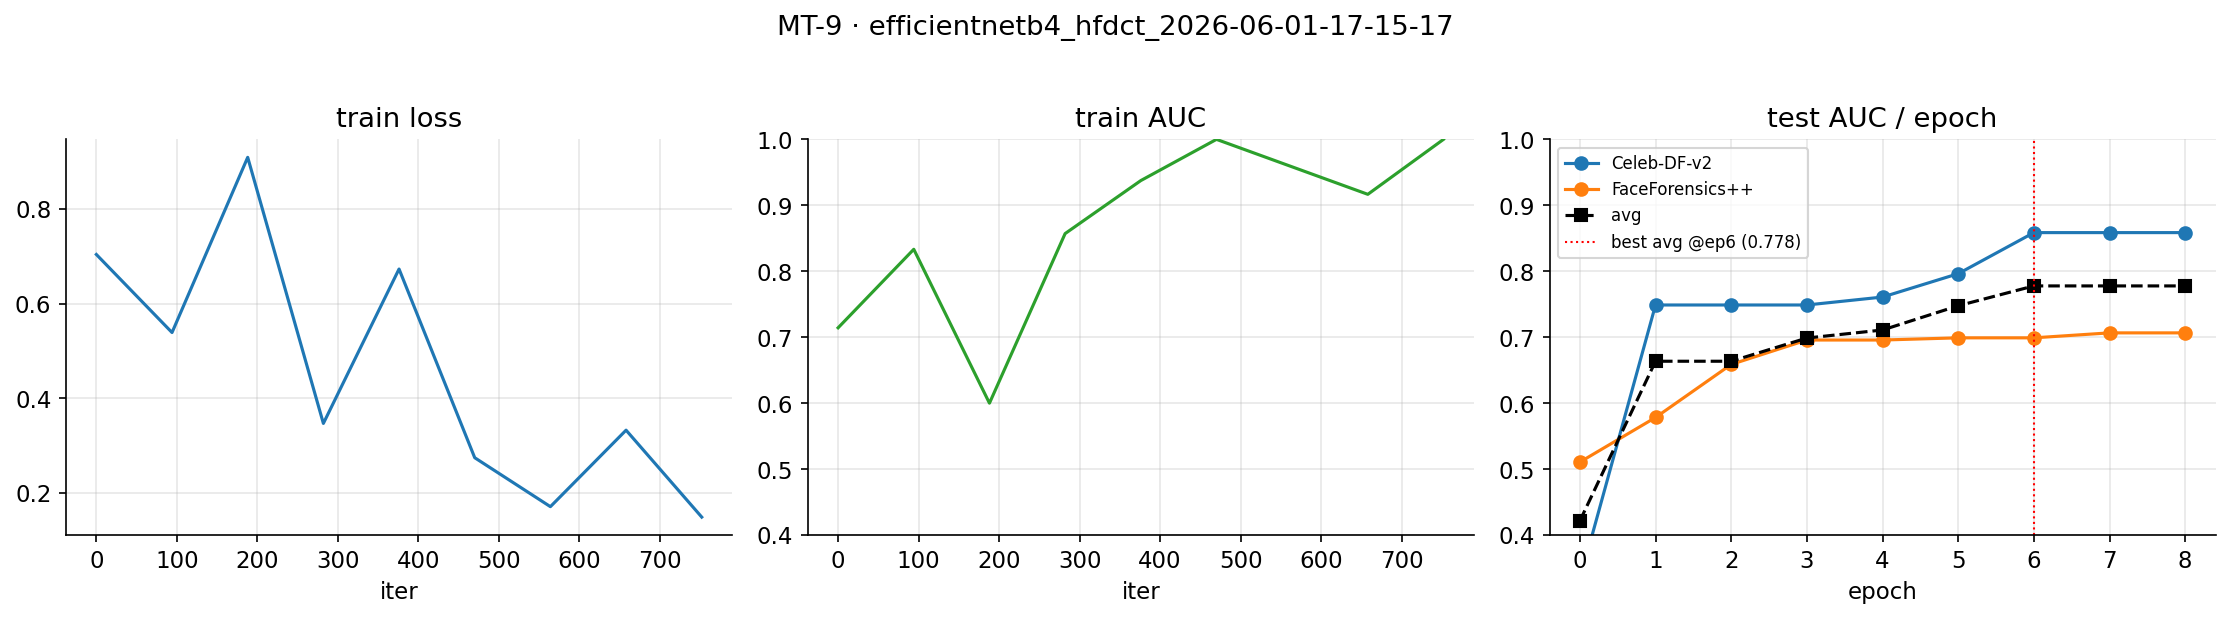 MT-9 · efficientnetb4_hfdct_2026-06-01-17-15-17
train loss
0.8
0.6
0.4
0.2
0 100 200 300 400 500 600 700
iter
train AUC
1.0
0.9
0.8
0.7
0.6
0.5
0.4
0 100 200 300 400 500 600 700
iter
test AUC / epoch
Celeb-DF-v2
FaceForensics++
avg
best avg @ep6 (0.778)
1.0
0.9
0.8
0.7
0.6
0.5
0.4
0 1 2 3 4 5 6 7 8
epoch